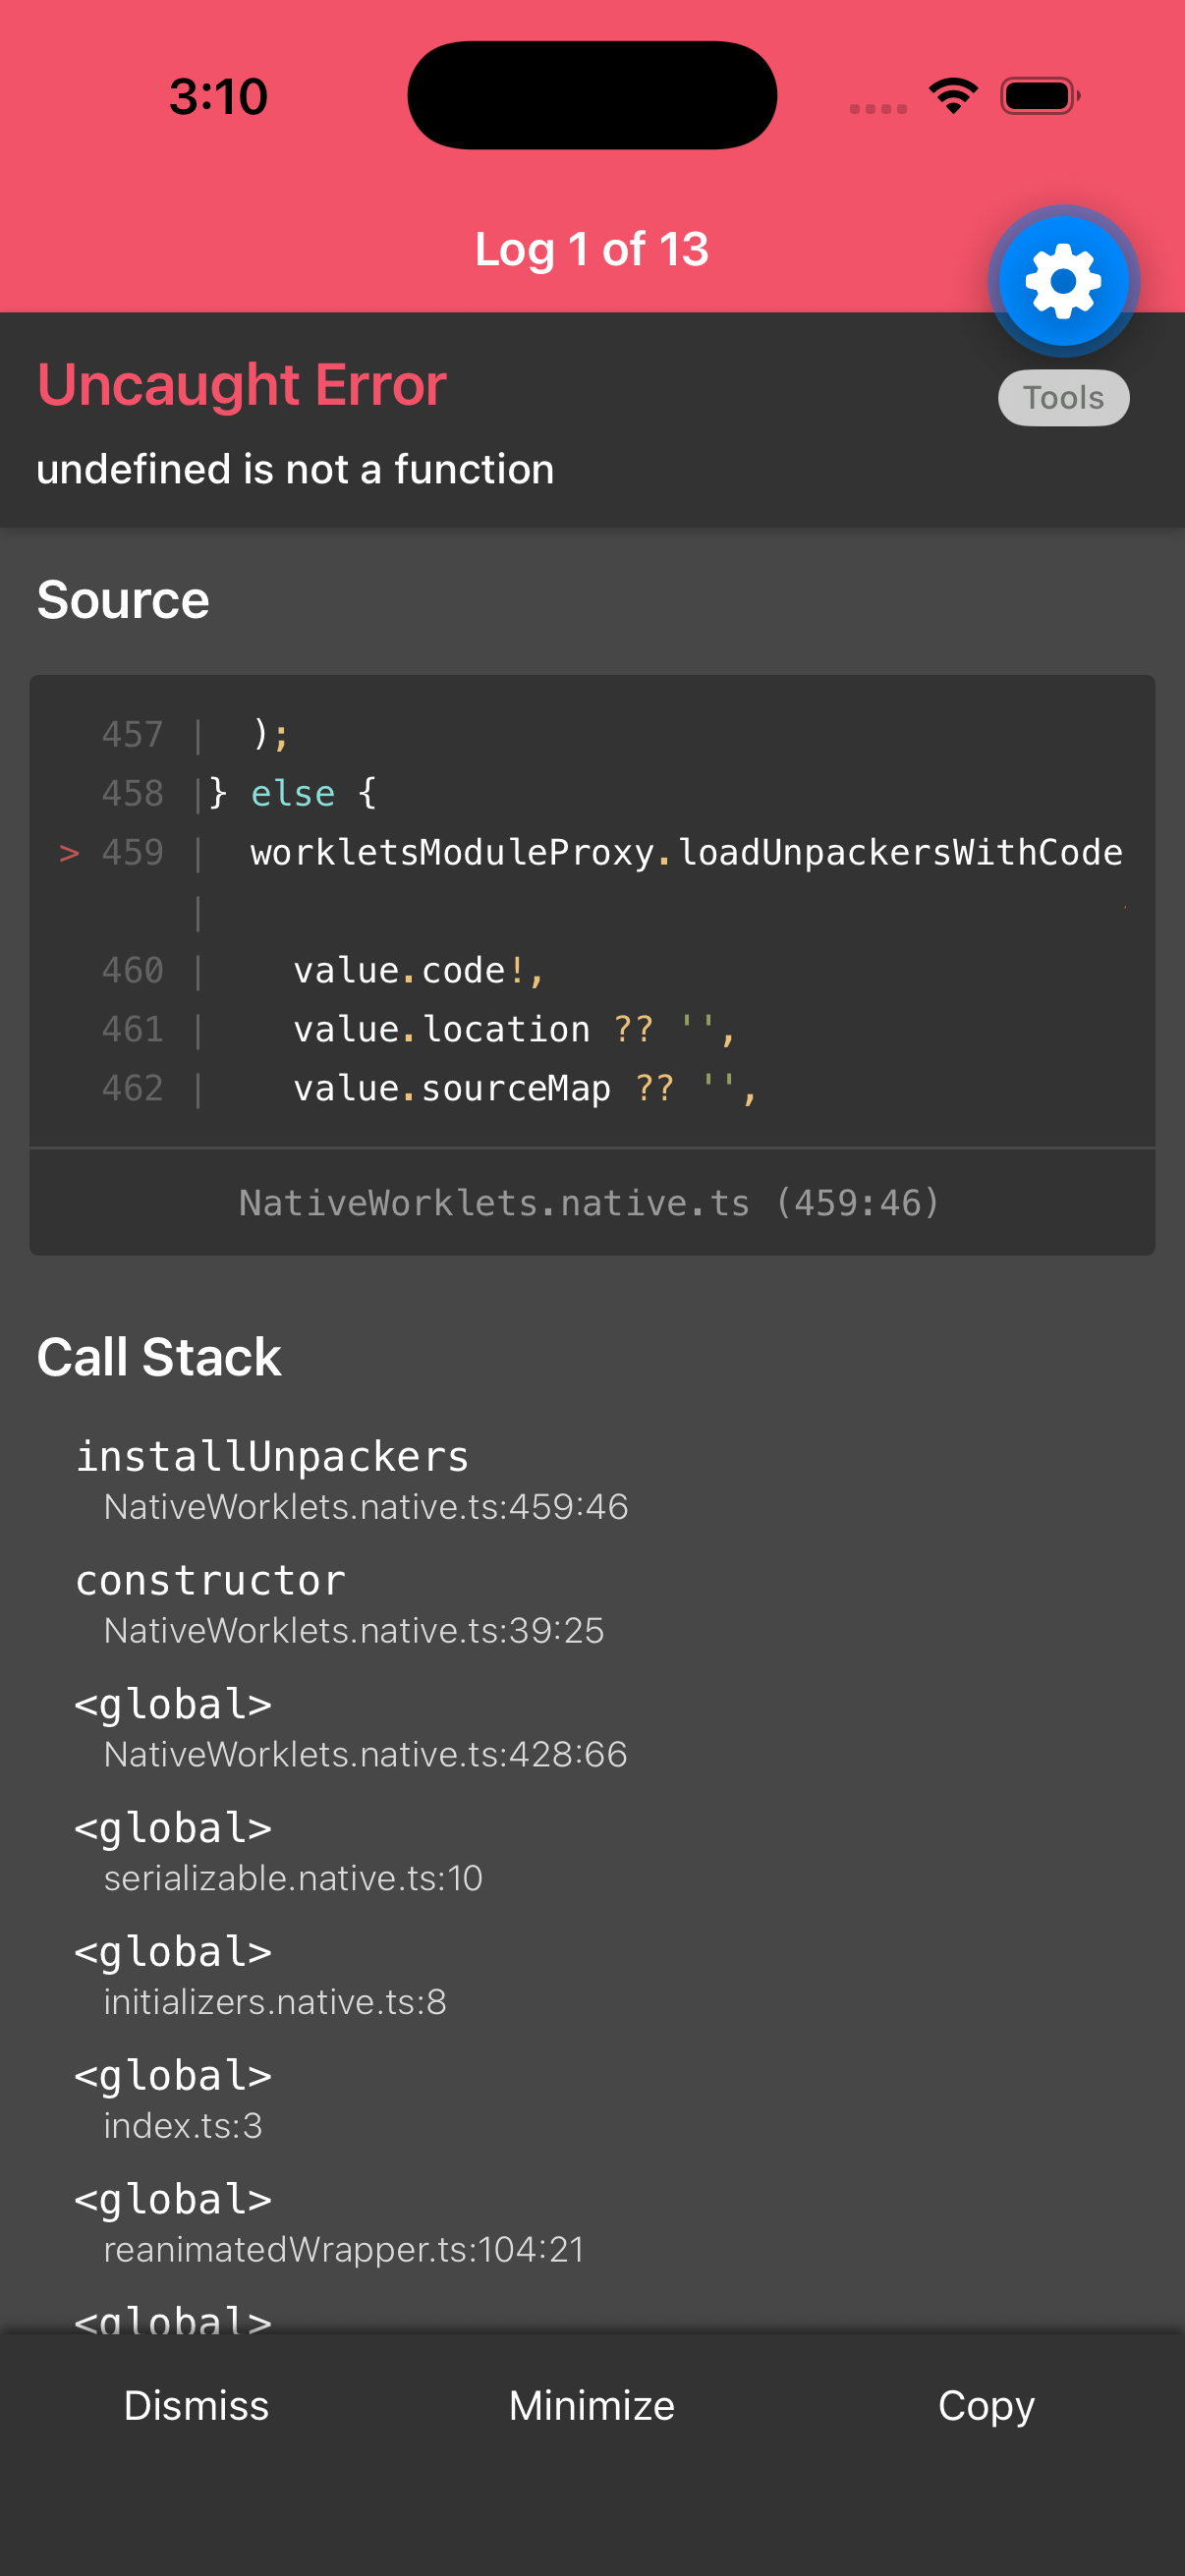 3:10
Log 1 of 13
Tools
Uncaught Error
undefined is not a function
Source
457 |  );
458 |} else {
> 459 |  workletsModuleProxy.loadUnpackersWithCode
|
460 |    value.code!,
461 |    value.location ?? '',
462 |    value.sourceMap ?? '',
NativeWorklets.native.ts (459:46)
Call Stack
installUnpackers
NativeWorklets.native.ts:459:46
constructor
NativeWorklets.native.ts:39:25
<global>
NativeWorklets.native.ts:428:66
<global>
serializable.native.ts:10
<global>
initializers.native.ts:8
<global>
index.ts:3
<global>
reanimatedWrapper.ts:104:21
<global>
Dismiss
Minimize
Copy